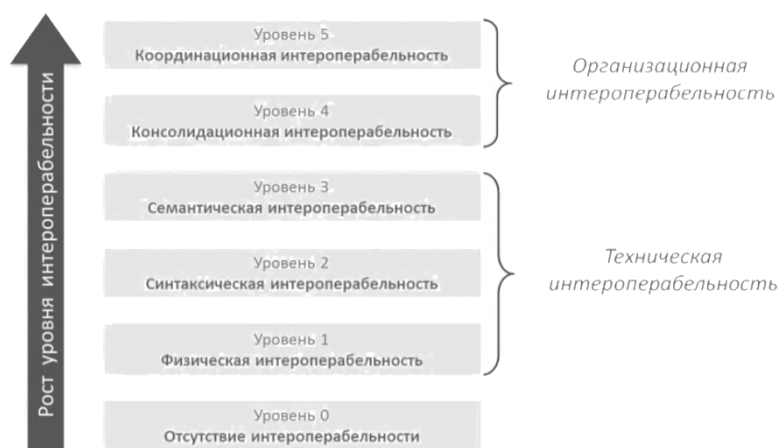 Рост уровня интероперабельности
Уровень 5
Координационная интероперабельность
Уровень 4
Консолидационная интероперабельность
Организационная
интероперабельность
Уровень 3
Семантическая интероперабельность
Уровень 2
Синтаксическая интероперабельность
Уровень 1
Физическая интероперабельность
Техническая
интероперабельность
Уровень 0
Отсутствие интероперабельности